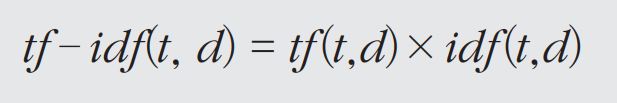 tf–idf(t, d) = tf(t,d) × idf(t,d)